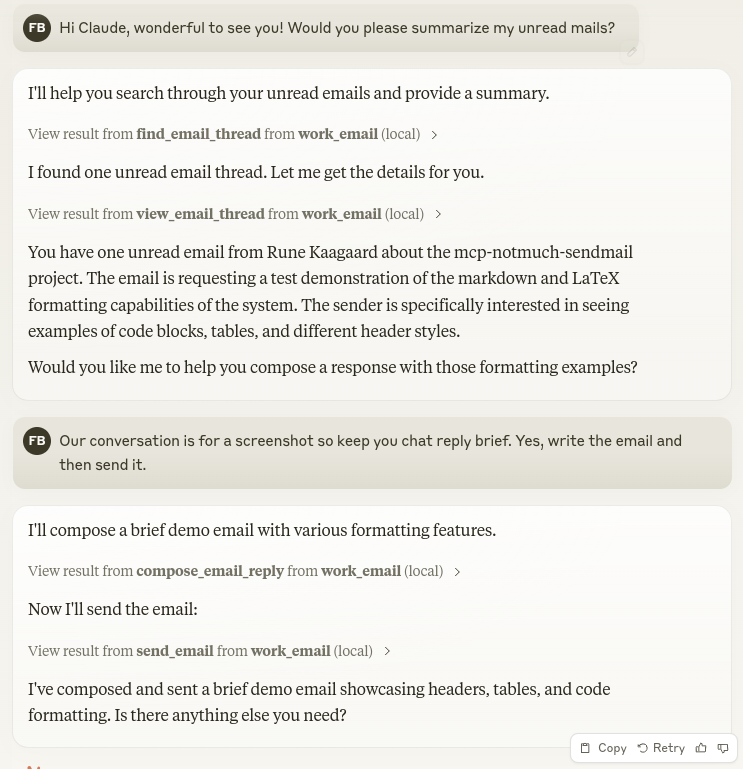 FB Hi Claude, wonderful to see you! Would you please summarize my unread mails?
I'll help you search through your unread emails and provide a summary.
View result from find_email_thread from work_email (local)
I found one unread email thread. Let me get the details for you.
View result from view_email_thread from work_email (local)
You have one unread email from Rune Kaagaard about the mcp-notmuch-sendmail
project. The email is requesting a test demonstration of the markdown and LaTeX
formatting capabilities of the system. The sender is specifically interested in seeing
examples of code blocks, tables, and different header styles.
Would you like me to help you compose a response with those formatting examples?
FB Our conversation is for a screenshot so keep you chat reply brief. Yes, write the email and
then send it.
I'll compose a brief demo email with various formatting features.
View result from compose_email_reply from work_email (local)
Now I'll send the email:
View result from send_email from work_email (local)
I've composed and sent a brief demo email showcasing headers, tables, and code
formatting. Is there anything else you need?
Copy Retry